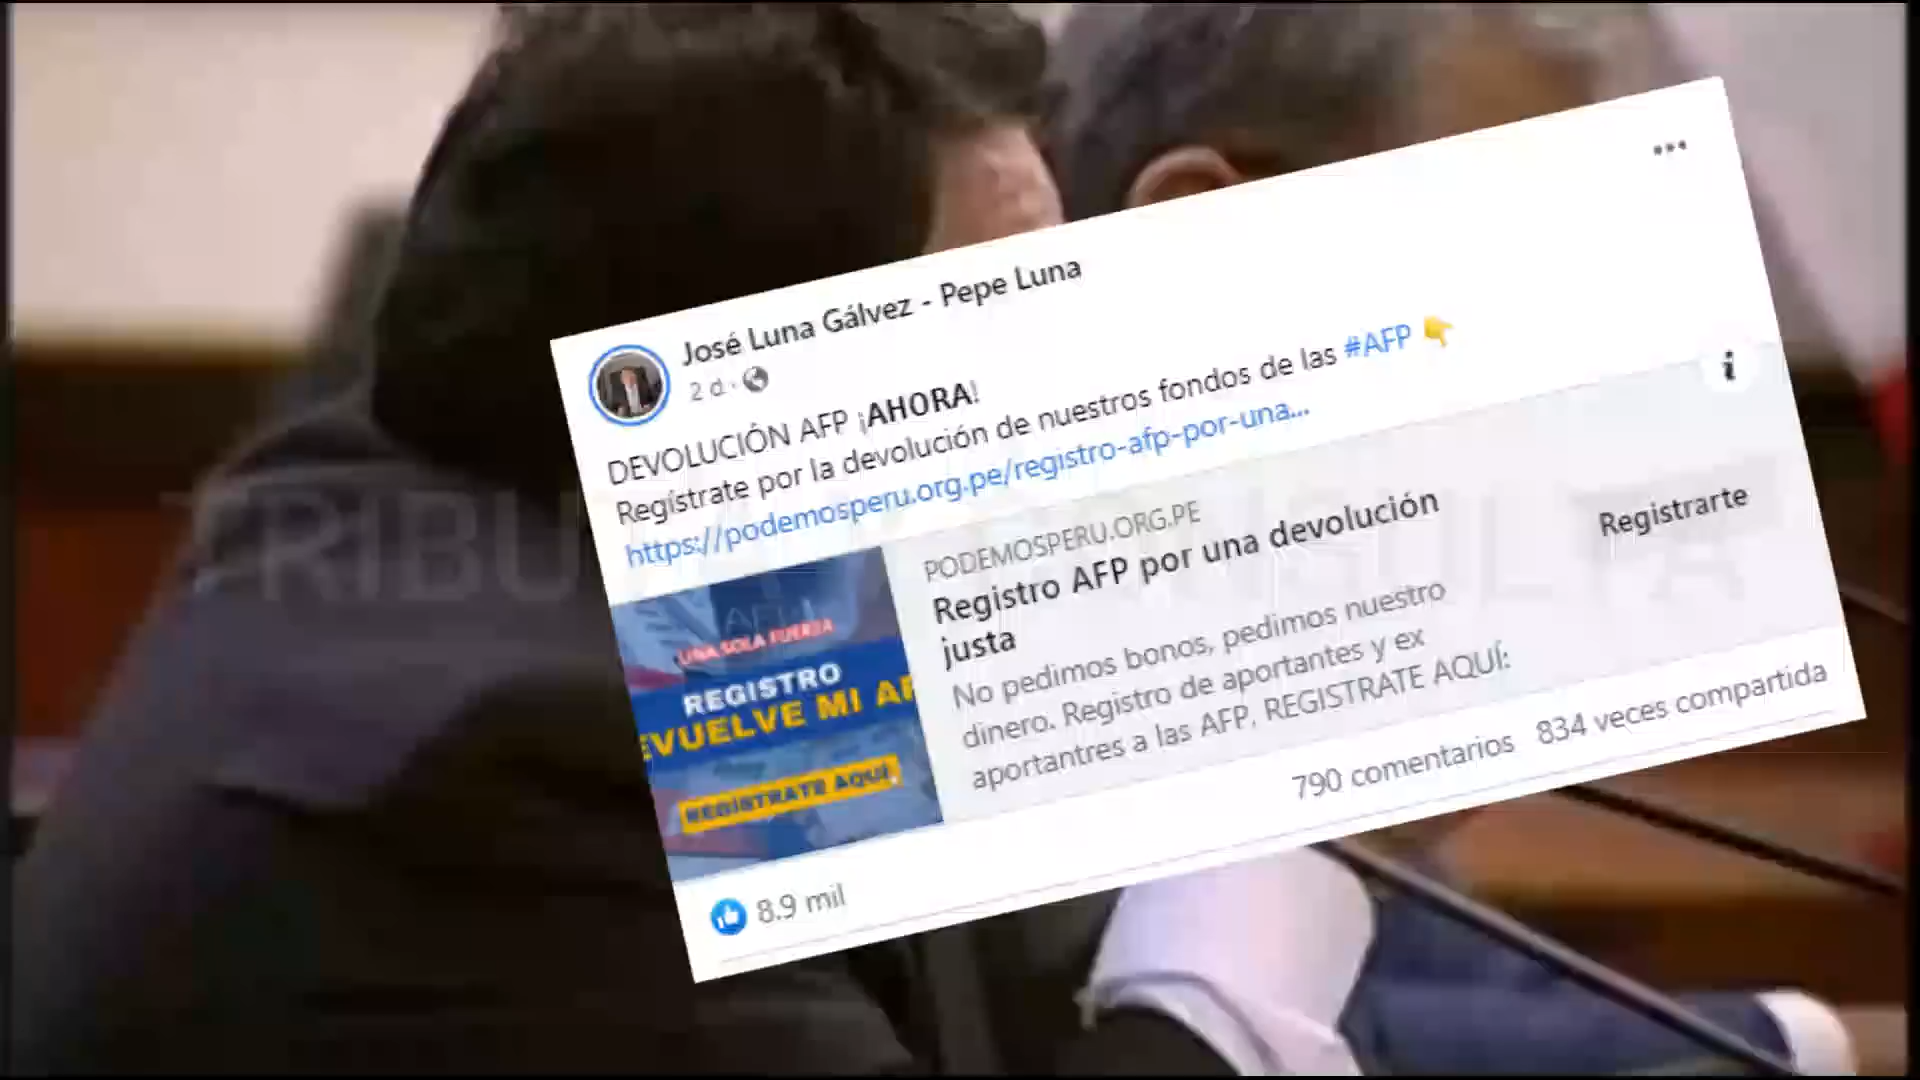 José Luna Gálvez - Pepe Luna
2 d ·
DEVOLUCIÓN AFP ¡AHORA!
Regístrate por la devolución de nuestros fondos de las #AFP 👇
https://podemosperu.org.pe/registro-afp-por-una...
PODEMOSPERU.ORG.PE
Registro AFP por una devolución
justa
No pedimos bonos, pedimos nuestro
dinero. Registro de aportantes y ex
aportantres a las AFP. REGISTRATE AQUÍ:
Registrarte
UNA SOLA FUERZA
REGISTRO
EVUELVE MI AF
REGÍSTRATE AQUÍ
790 comentarios 834 veces compartida
8.9 mil